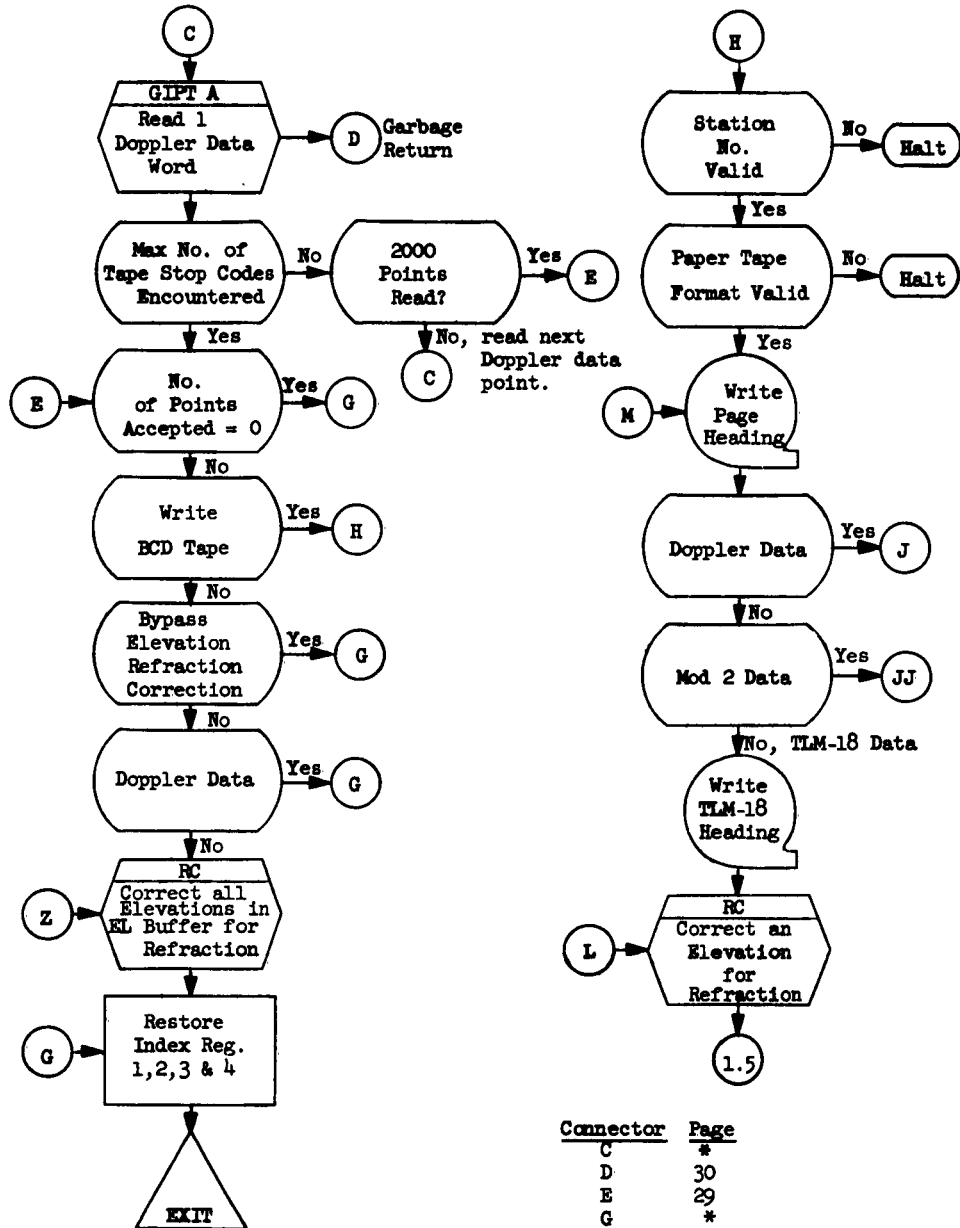 C
GIPT A
Read 1
Doppler Data
Word
D
Garbage
Return
Max No. of
Tape Stop Codes
Encountered
No
2000
Points
Read?
Yes
E
No, read next
Doppler data
point.
C
Yes
E
No.
of Points
Accepted = 0
Yes
G
No
Write
BCD Tape
Yes
H
No
Bypass
Elevation
Refraction
Correction
Yes
G
No
Doppler Data
Yes
G
No
Z
RC
Correct all
Elevations in
EL Buffer for
Refraction
G
Restore
Index Reg.
1,2,3 & 4
EXIT
H
Station
No.
Valid
No
Halt
Yes
Paper Tape
Format Valid
No
Halt
Yes
M
Write
Page
Heading
Doppler Data
Yes
J
No
Mod 2 Data
Yes
JJ
No, TLM-18 Data
Write
TLM-18
Heading
L
RC
Correct an
Elevation
for
Refraction
1.5
Connector Page
C *
D 30
E 29
G *